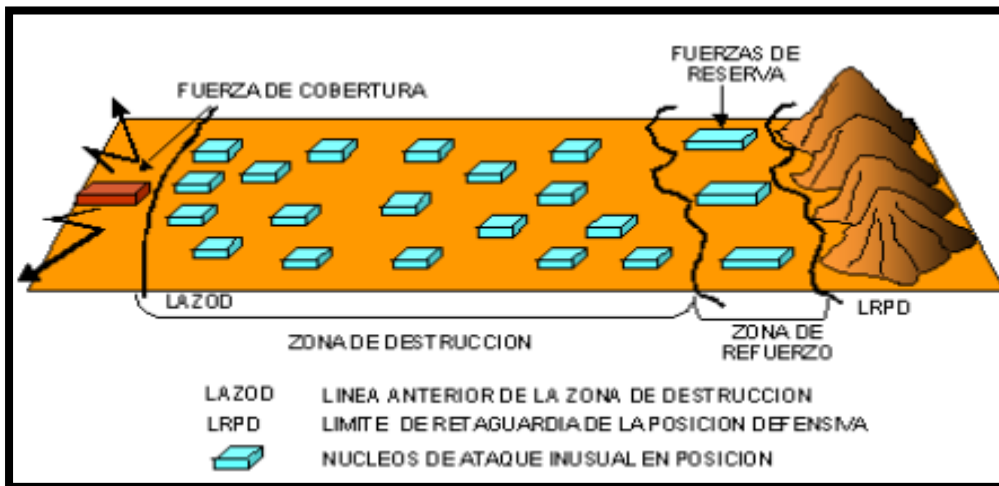 FUERZAS DE
RESERVA
FUERZA DE COBERTURA
LAZOD
LRPD
ZONA DE DESTRUCCION
ZONA DE
REFUERZO
LAZOD LINEA ANTERIOR DE LA ZONA DE DESTRUCCION
LRPD LIMITE DE RETAGUARDIA DE LA POSICION DEFENSIVA
NUCLEOS DE ATAQUE INUSUAL EN POSICION